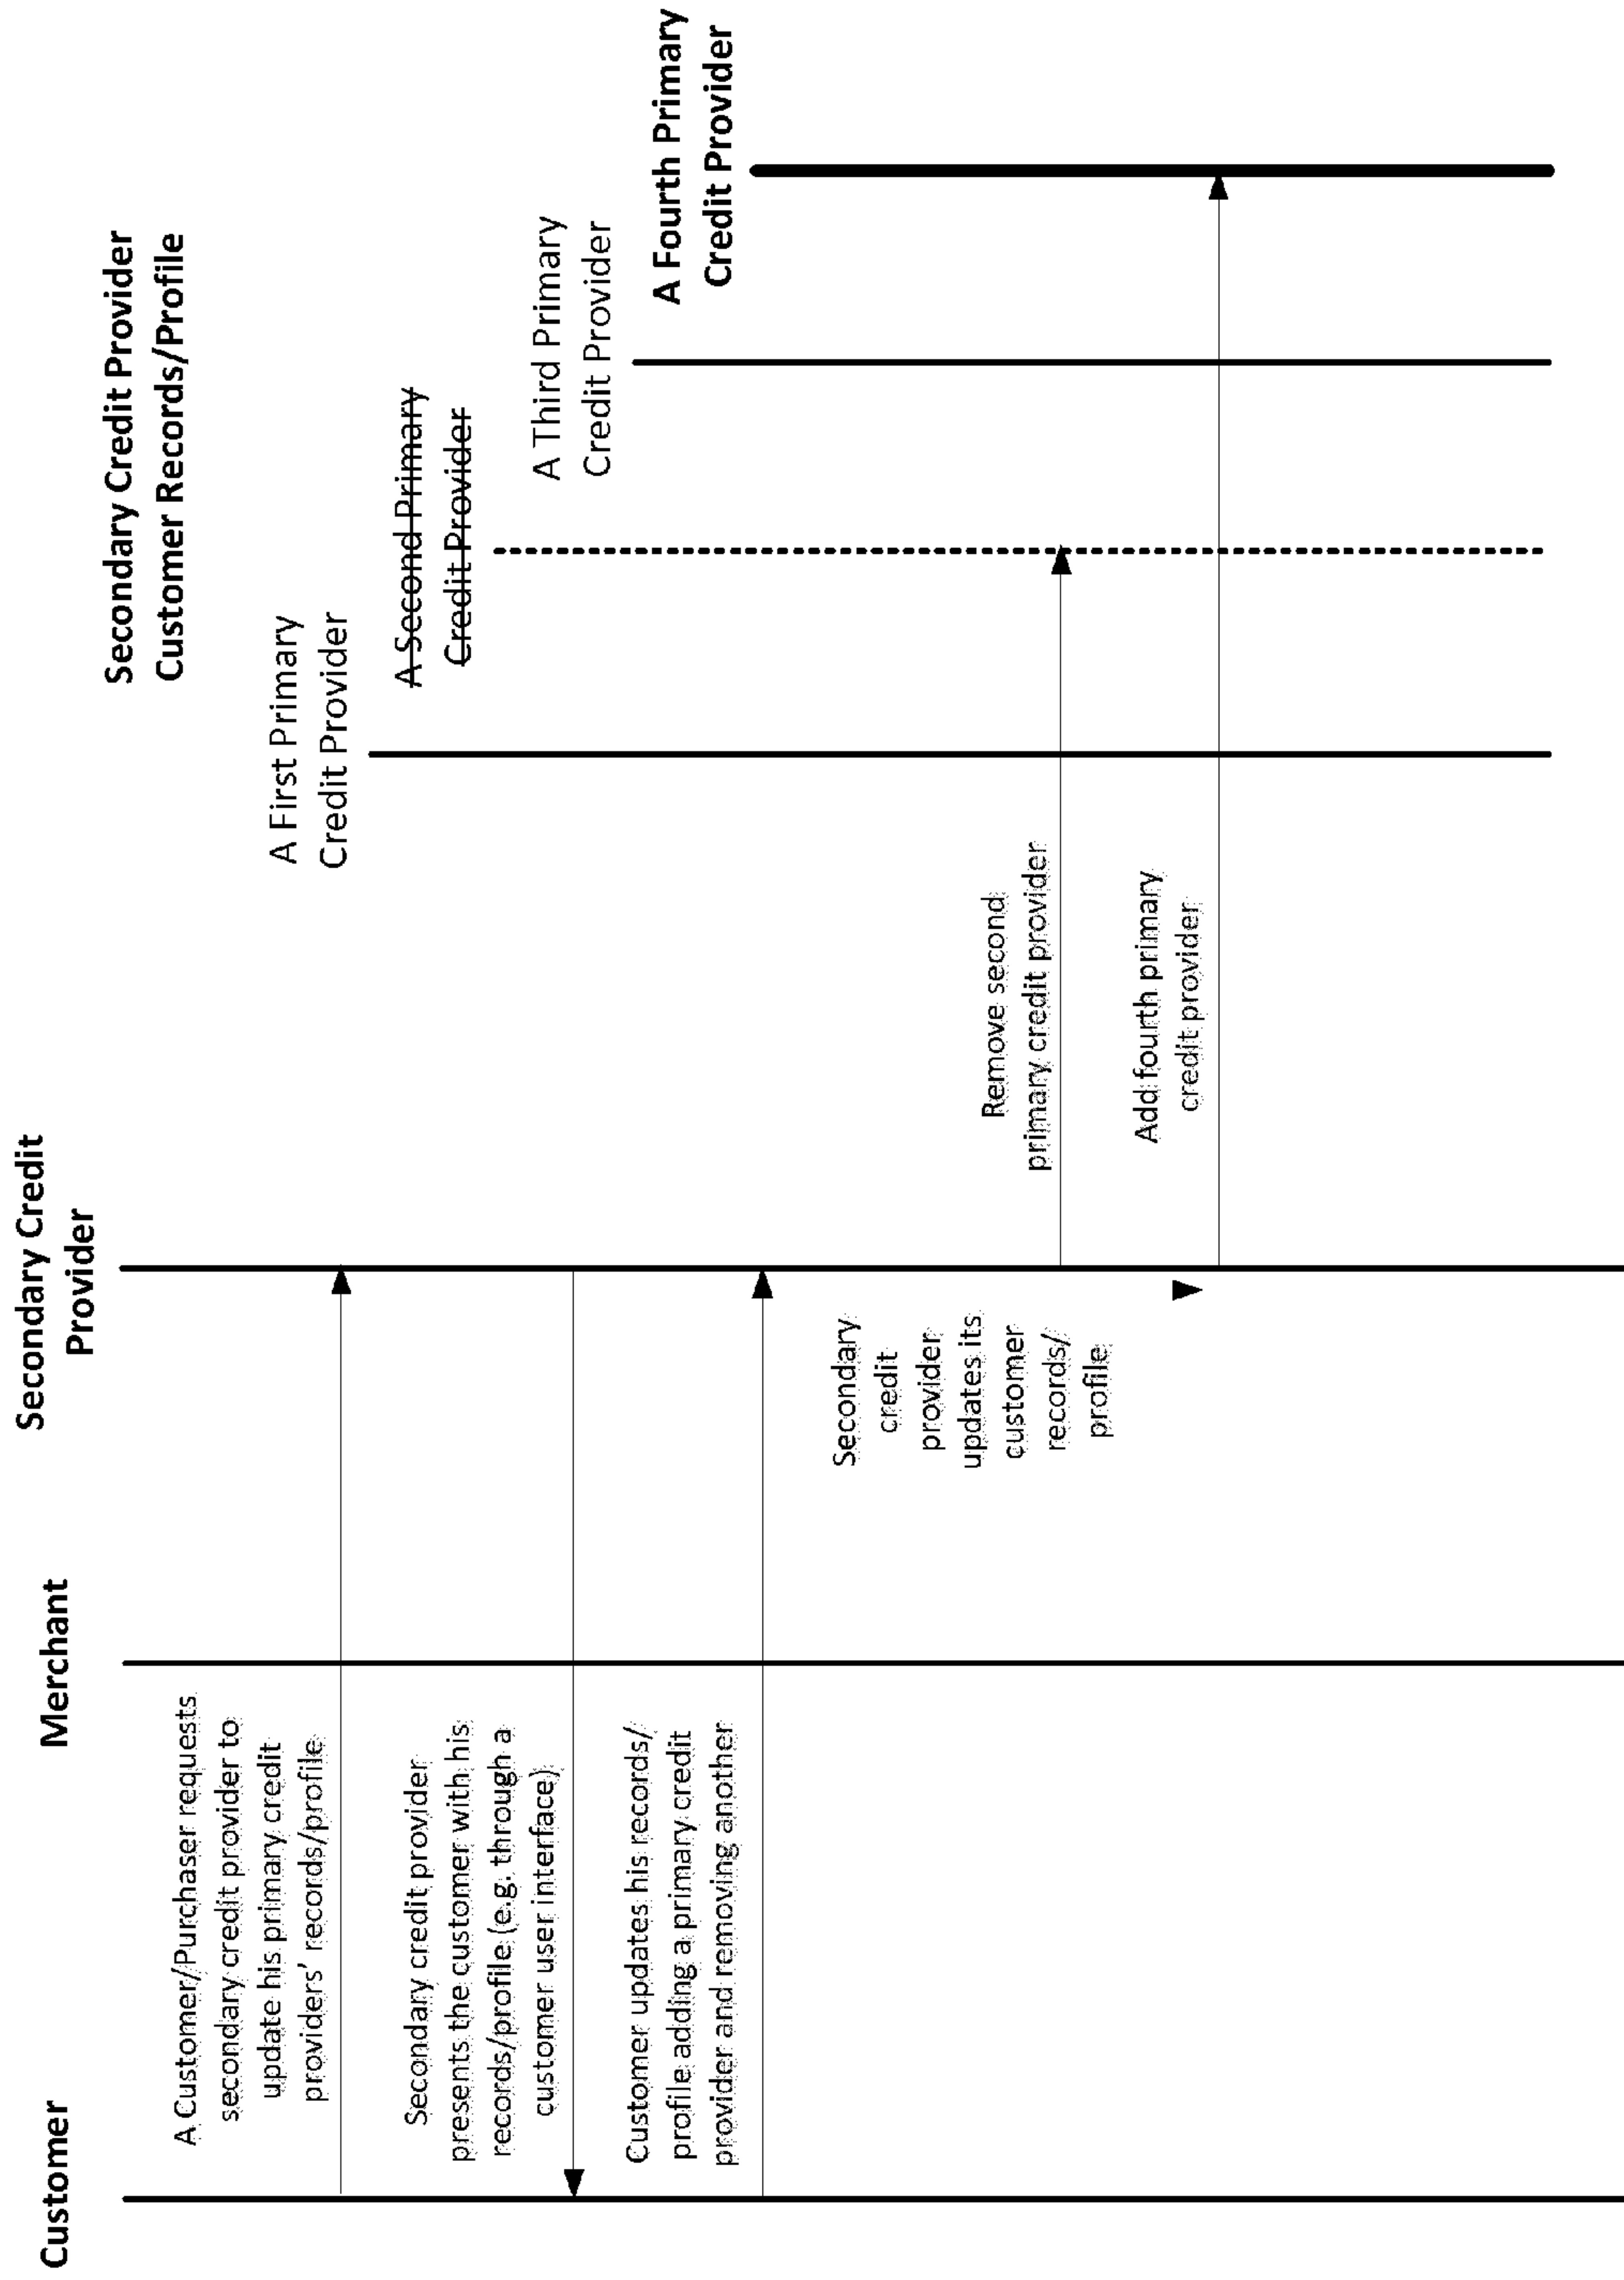 Customer
Merchant
Secondary Credit
Provider
Secondary Credit Provider
Customer Records/Profile
A First Primary
Credit Provider
A Second Primary
Credit Provider
A Third Primary
Credit Provider
A Fourth Primary
Credit Provider
A Customer/Purchaser requests
secondary credit provider to
update his primary credit
providers' records/profile
Secondary credit provider
presents the customer with his
records/profile (e.g. through a
customer user interface)
Customer updates his records/
profile adding a primary credit
provider and removing another
Secondary
credit
provider
updates its
customer
records/
profile
Remove second
primary credit provider
Add fourth primary
credit provider